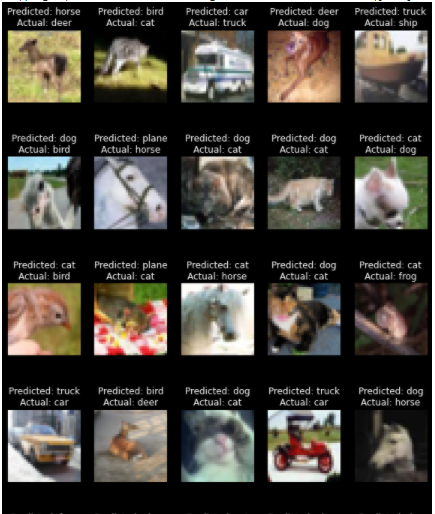 Predicted: horse
Actual: deer
Predicted: bird
Actual: cat
Predicted: car
Actual: truck
Predicted: deer
Actual: dog
Predicted: truck
Actual: ship
Predicted: dog
Actual: bird
Predicted: plane
Actual: horse
Predicted: dog
Actual: cat
Predicted: dog
Actual: cat
Predicted: cat
Actual: dog
Predicted: cat
Actual: bird
Predicted: plane
Actual: cat
Predicted: cat
Actual: horse
Predicted: dog
Actual: cat
Predicted: cat
Actual: frog
Predicted: truck
Actual: car
Predicted: bird
Actual: deer
Predicted: dog
Actual: cat
Predicted: truck
Actual: car
Predicted: dog
Actual: horse